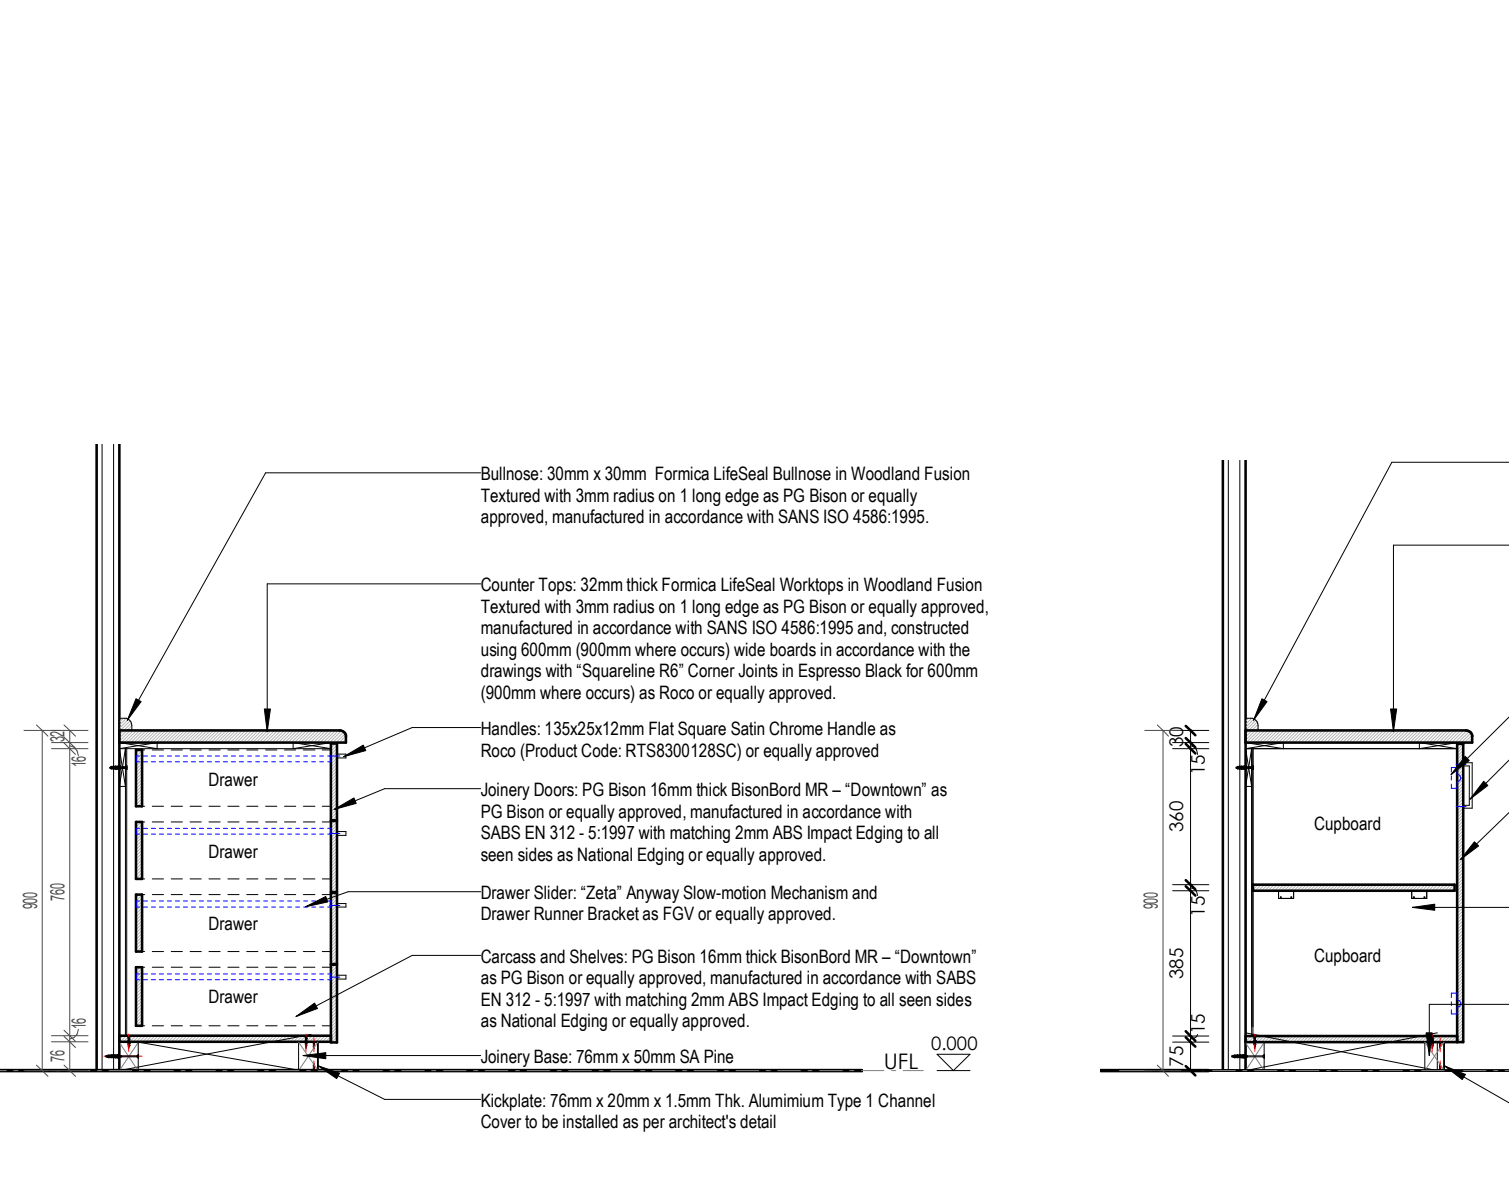 Bullnose: 30mm x 30mm  Formica LifeSeal Bullnose in Woodland Fusion
Textured with 3mm radius on 1 long edge as PG Bison or equally
approved, manufactured in accordance with SANS ISO 4586:1995.
Counter Tops: 32mm thick Formica LifeSeal Worktops in Woodland Fusion
Textured with 3mm radius on 1 long edge as PG Bison or equally approved,
manufactured in accordance with SANS ISO 4586:1995 and, constructed
using 600mm (900mm where occurs) wide boards in accordance with the
drawings with “Squareline R6” Corner Joints in Espresso Black for 600mm
(900mm where occurs) as Roco or equally approved.
Handles: 135x25x12mm Flat Square Satin Chrome Handle as
Roco (Product Code: RTS8300128SC) or equally approved
Joinery Doors: PG Bison 16mm thick BisonBord MR – “Downtown” as
PG Bison or equally approved, manufactured in accordance with
SABS EN 312 - 5:1997 with matching 2mm ABS Impact Edging to all
seen sides as National Edging or equally approved.
Drawer Slider: “Zeta” Anyway Slow-motion Mechanism and
Drawer Runner Bracket as FGV or equally approved.
Carcass and Shelves: PG Bison 16mm thick BisonBord MR – “Downtown”
as PG Bison or equally approved, manufactured in accordance with SABS
EN 312 - 5:1997 with matching 2mm ABS Impact Edging to all seen sides
as National Edging or equally approved.
Joinery Base: 76mm x 50mm SA Pine
Kickplate: 76mm x 20mm x 1.5mm Thk. Alumimium Type 1 Channel
Cover to be installed as per architect's detail
Drawer
Drawer
Drawer
Drawer
900
32
16
760
16
76
UFL
0.000
Cupboard
Cupboard
900
30
15
360
15
385
15
75